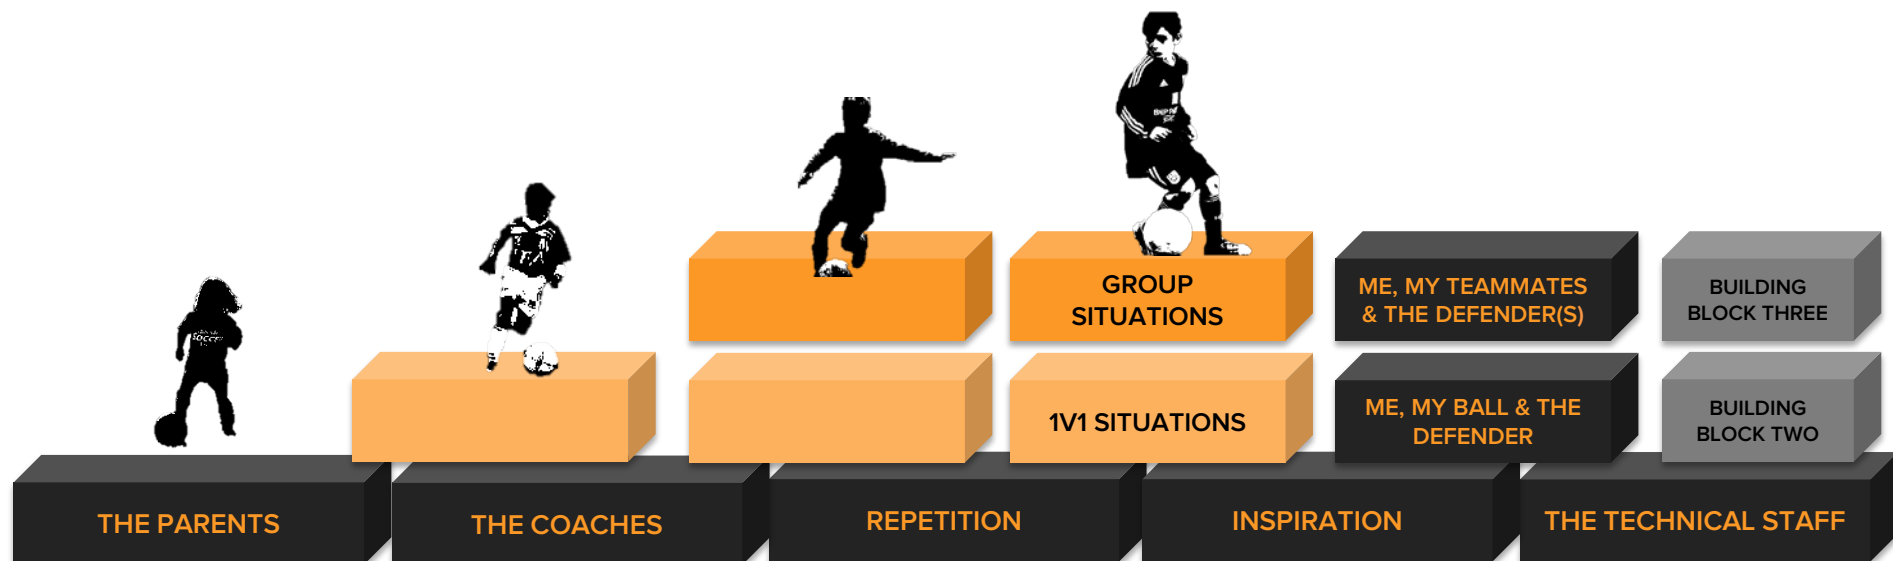 GROUP
SITUATIONS
ME, MY TEAMMATES
& THE DEFENDER(S)
BUILDING
BLOCK THREE
1V1 SITUATIONS
ME, MY BALL & THE
DEFENDER
BUILDING
BLOCK TWO
THE PARENTS
THE COACHES
REPETITION
INSPIRATION
THE TECHNICAL STAFF
SOCCER